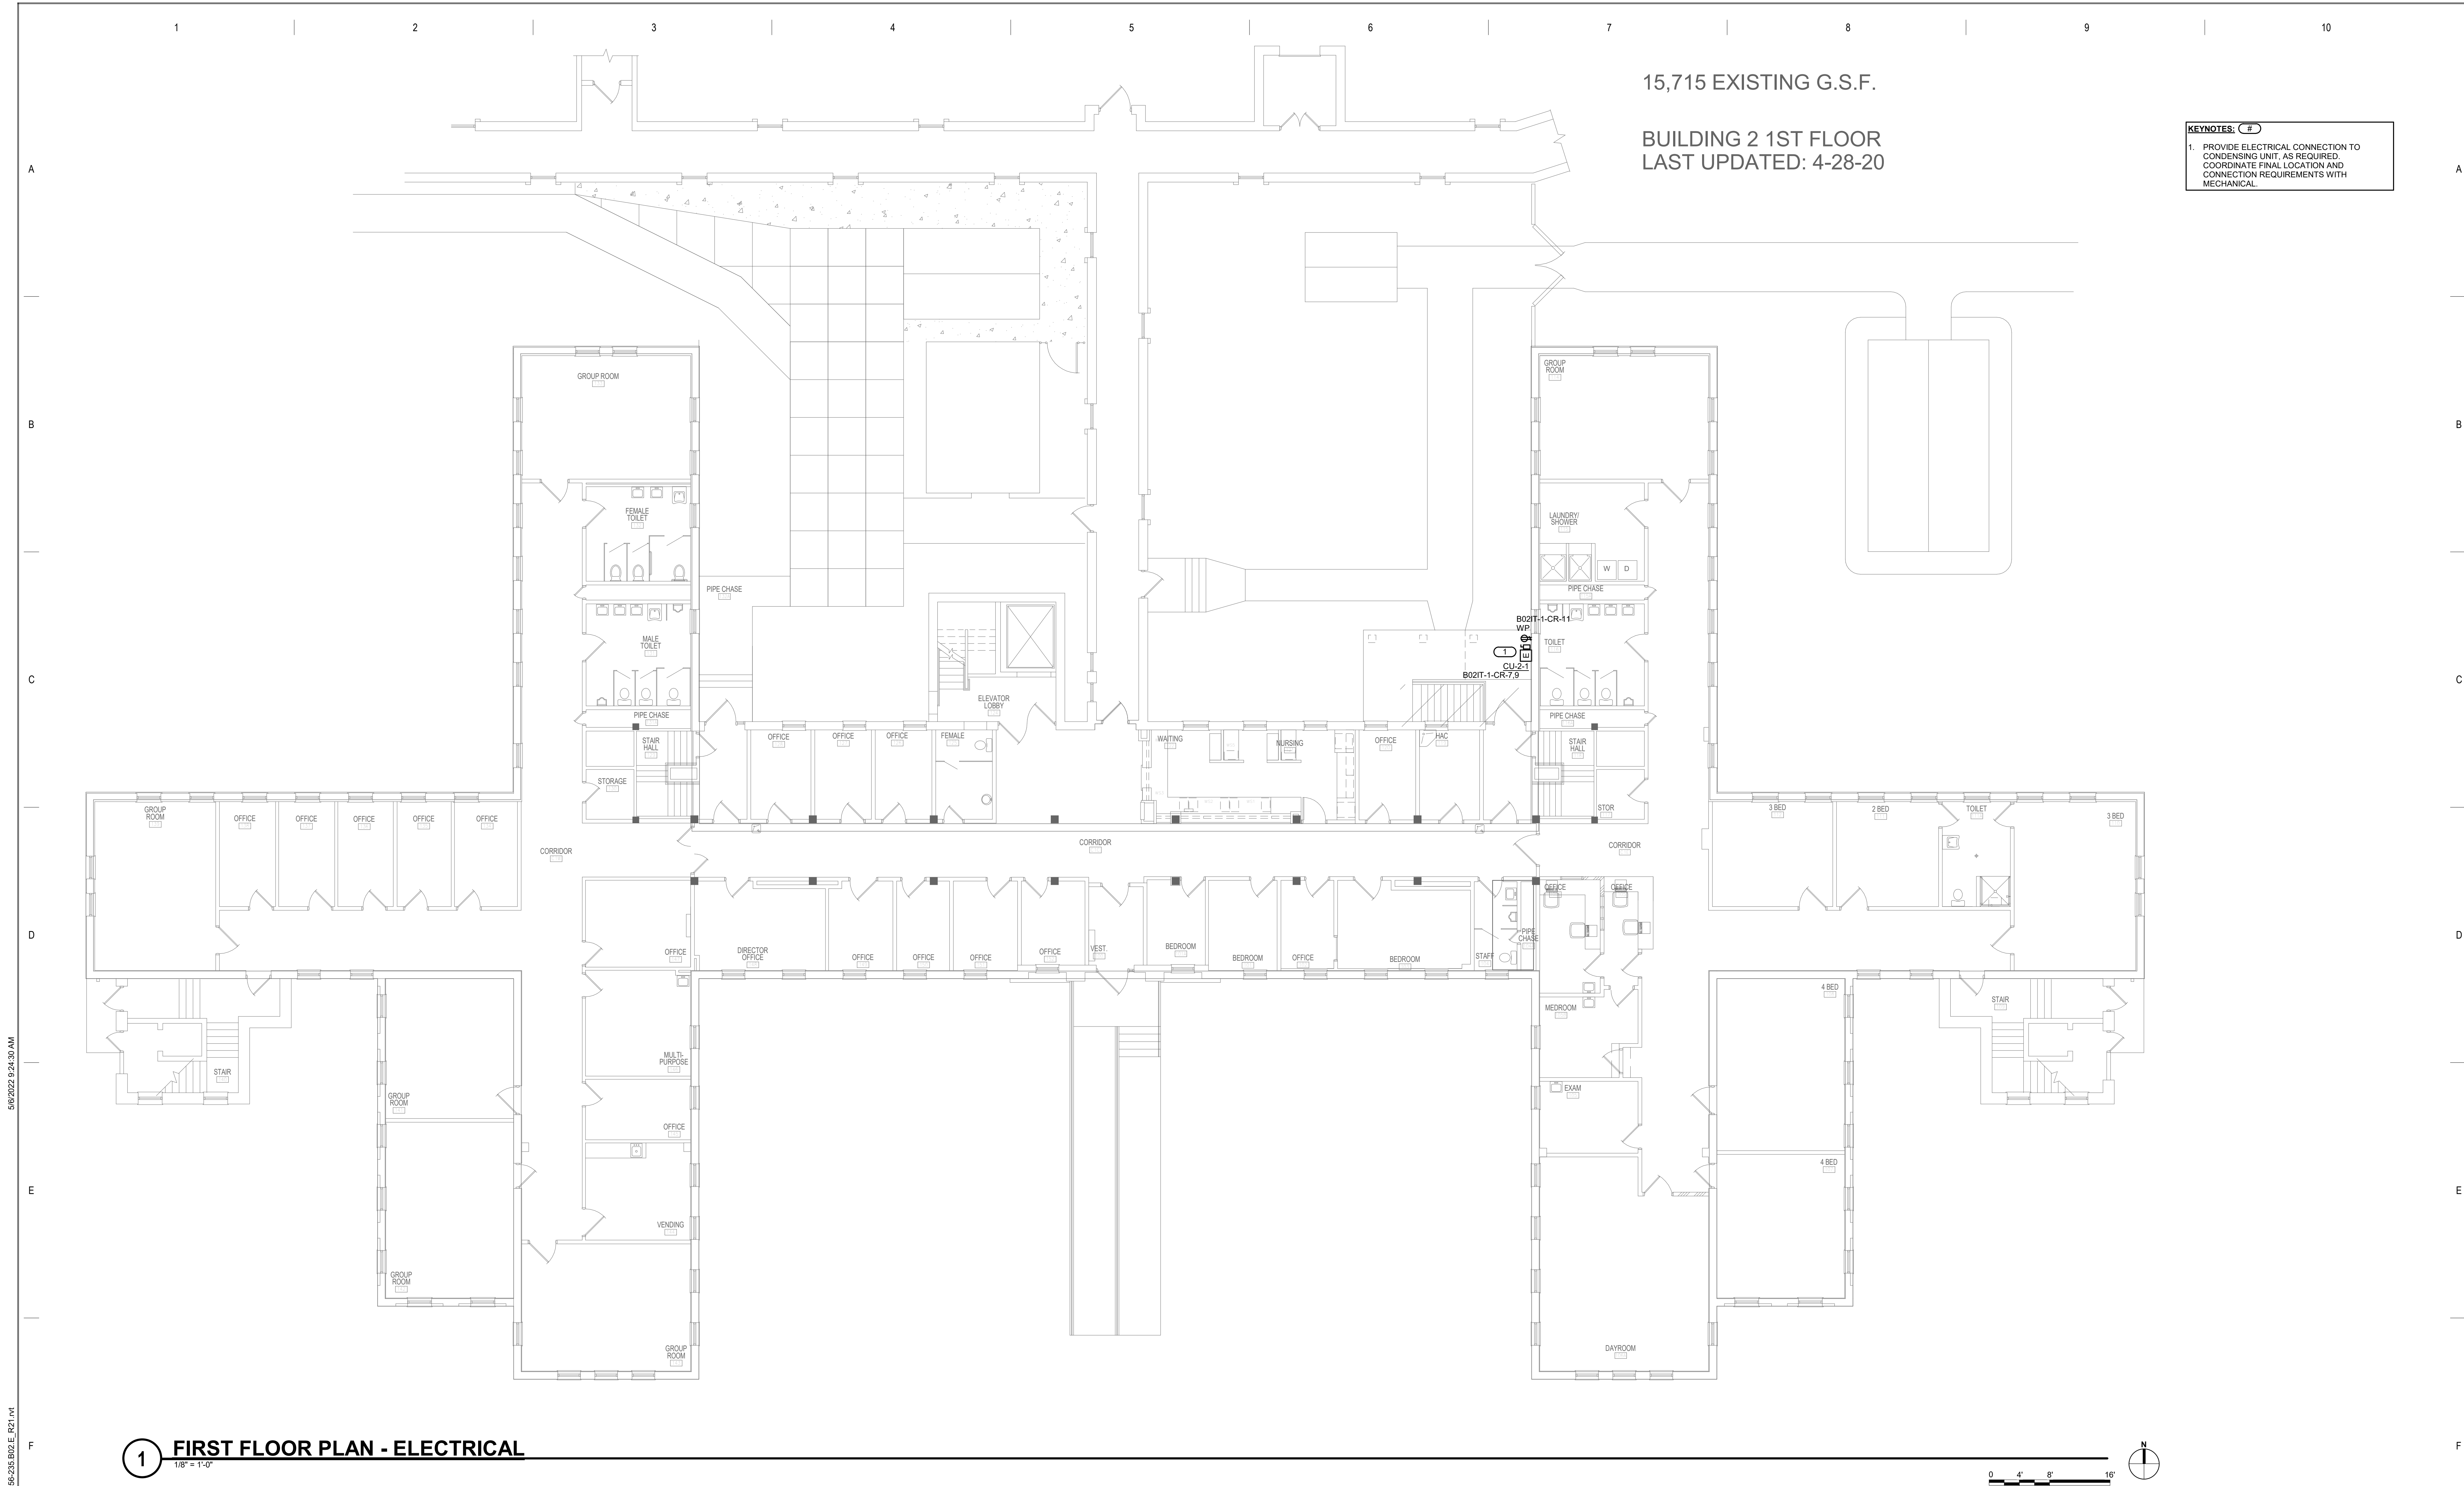 1 2 3 4 5 6 7 8 9 10
15,715 EXISTING G.S.F.
BUILDING 2 1ST FLOOR
LAST UPDATED: 4-28-20
KEYNOTES: #
1. PROVIDE ELECTRICAL CONNECTION TO
CONDENSING UNIT, AS REQUIRED.
COORDINATE FINAL LOCATION AND
CONNECTION REQUIREMENTS WITH
MECHANICAL.
A
A
B
B
C
C
D
D
E
E
F
F
GROUP ROOM
GROUP
ROOM
FEMALE
TOILET
LAUNDRY/
SHOWER
W D
PIPE CHASE
PIPE CHASE
MALE
TOILET
B02IT-1-CR-11
WP
1
E
CU-2-1
B02IT-1-CR-7,9
TOILET
ELEVATOR
LOBBY
PIPE CHASE
PIPE CHASE
STAIR
HALL
OFFICE
OFFICE
OFFICE
FEMALE
WAITING
NURSING
OFFICE
HAC
STAIR
HALL
STORAGE
STOR
GROUP
ROOM
OFFICE
OFFICE
OFFICE
OFFICE
OFFICE
3 BED
2 BED
TOILET
3 BED
CORRIDOR
CORRIDOR
CORRIDOR
OFFICE
OFFICE
OFFICE
DIRECTOR
OFFICE
OFFICE
OFFICE
OFFICE
OFFICE
VEST.
BEDROOM
BEDROOM
OFFICE
BEDROOM
STAFF
PIPE
CHASE
STAIR
MULTI-
PURPOSE
MEDROOM
4 BED
STAIR
GROUP
ROOM
OFFICE
EXAM
4 BED
VENDING
GROUP
ROOM
GROUP
ROOM
DAYROOM
5/6/2022 9:24:30 AM
56-235.B02.E_R21.rvt
1
FIRST FLOOR PLAN - ELECTRICAL
1/8" = 1'-0"
N
0 4' 8' 16'